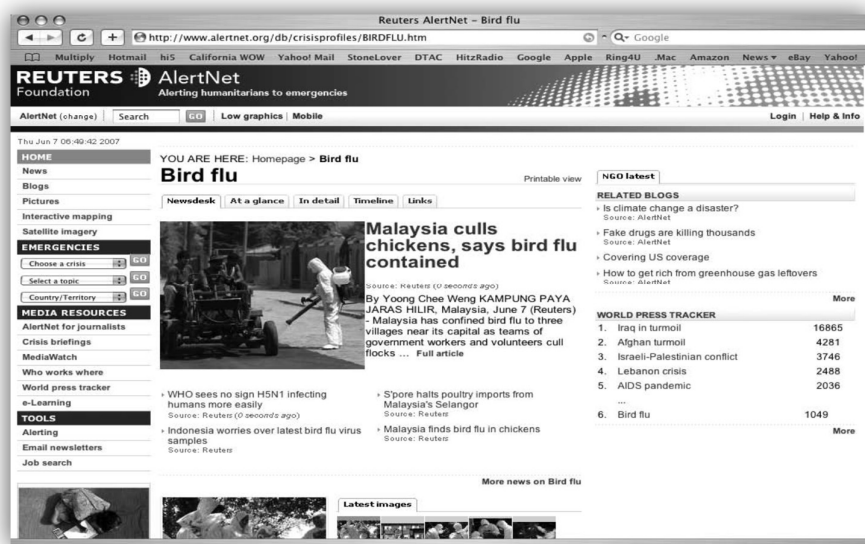 Reuters AlertNet – Bird flu
http://www.alertnet.org/db/crisisprofiles/BIRDFLU.htm
Google
Multiply Hotmail hi5 California WOW Yahoo! Mail StoneLover DTAC HitzRadio Google Apple Ring4U .Mac Amazon News eBay Yahoo!
REUTERS AlertNet
Foundation Alerting humanitarians to emergencies
AlertNet (change) Search GO Low graphics | Mobile Login | Help & Info
Thu Jun 7 06:49:42 2007
HOME
News
Blogs
Pictures
Interactive mapping
Satellite imagery
EMERGENCIES
Choose a crisis GO
Select a topic GO
Country/Territory GO
MEDIA RESOURCES
AlertNet for journalists
Crisis briefings
MediaWatch
Who works where
World press tracker
e-Learning
TOOLS
Alerting
Email newsletters
Job search
YOU ARE HERE: Homepage > Bird flu
Bird flu
Printable view
Newsdesk At a glance In detail Timeline Links
Malaysia culls
chickens, says bird flu
contained
Source: Reuters (0 seconds ago)
By Yoong Chee Weng KAMPUNG PAYA
JARAS HILIR, Malaysia, June 7 (Reuters)
- Malaysia has confined bird flu to three
villages near its capital as teams of
government workers and volunteers cull
flocks ... Full article
WHO sees no sign H5N1 infecting
humans more easily
Source: Reuters (0 seconds ago)
Indonesia worries over latest bird flu virus
samples
Source: Reuters
S'pore halts poultry imports from
Malaysia's Selangor
Source: Reuters
Malaysia finds bird flu in chickens
Source: Reuters
More news on Bird flu
Latest images
NGO latest
RELATED BLOGS
Is climate change a disaster?
Source: AlertNet
Fake drugs are killing thousands
Source: AlertNet
Covering US coverage
How to get rich from greenhouse gas leftovers
Source: AlertNet
More
WORLD PRESS TRACKER
1. Iraq in turmoil 16865
2. Afghan turmoil 4281
3. Israeli-Palestinian conflict 3746
4. Lebanon crisis 2488
5. AIDS pandemic 2036
...
6. Bird flu 1049
More